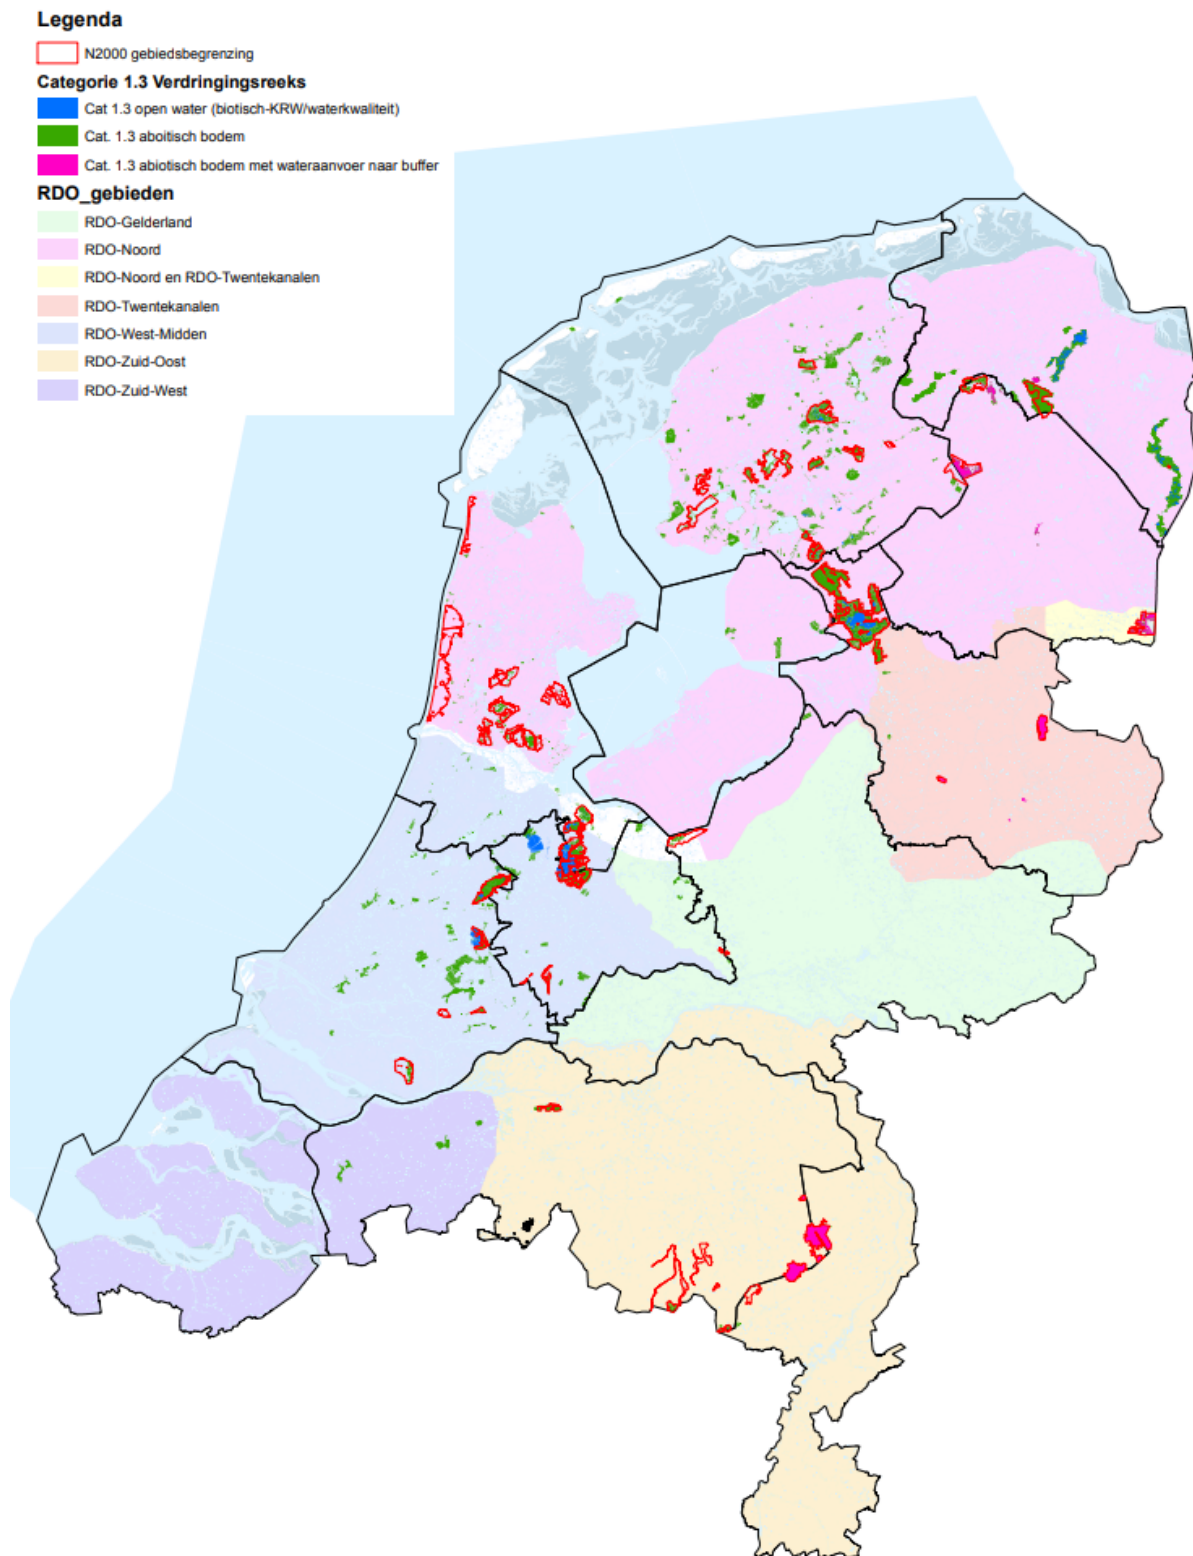 Legenda
N2000 gebiedsbegrenzing
Categorie 1.3 Verdringingsreeks
Cat 1.3 open water (biotisch-KRW/waterkwaliteit)
Cat. 1.3 aboitisch bodem
Cat. 1.3 abiotisch bodem met wateraanvoer naar buffer
RDO_gebieden
RDO-Gelderland
RDO-Noord
RDO-Noord en RDO-Twentekanalen
RDO-Twentekanalen
RDO-West-Midden
RDO-Zuid-Oost
RDO-Zuid-West